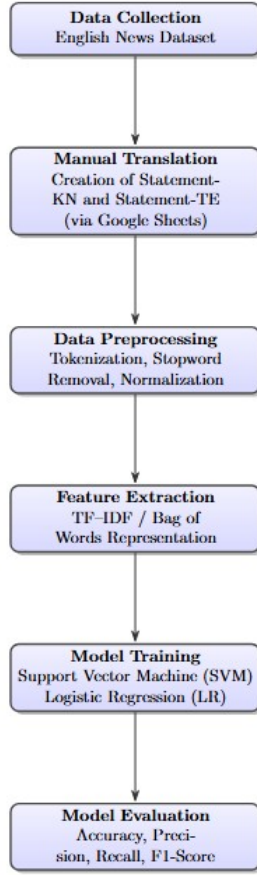 Data Collection
English News Dataset
Manual Translation
Creation of Statement-
KN and Statement-TE
(via Google Sheets)
Data Preprocessing
Tokenization, Stopword
Removal, Normalization
Feature Extraction
TF–IDF / Bag of
Words Representation
Model Training
Support Vector Machine (SVM)
Logistic Regression (LR)
Model Evaluation
Accuracy, Preci-
sion, Recall, F1-Score